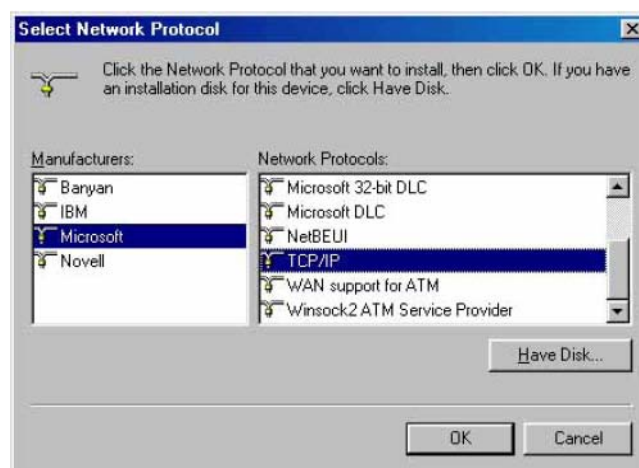 Select Network Protocol
Click the Network Protocol that you want to install, then click OK. If you have
an installation disk for this device, click Have Disk.
Manufacturers:
Banyan
IBM
Microsoft
Novell
Network Protocols:
Microsoft 32-bit DLC
Microsoft DLC
NetBEUI
TCP/IP
WAN support for ATM
Winsock2 ATM Service Provider
Have Disk...
OK
Cancel